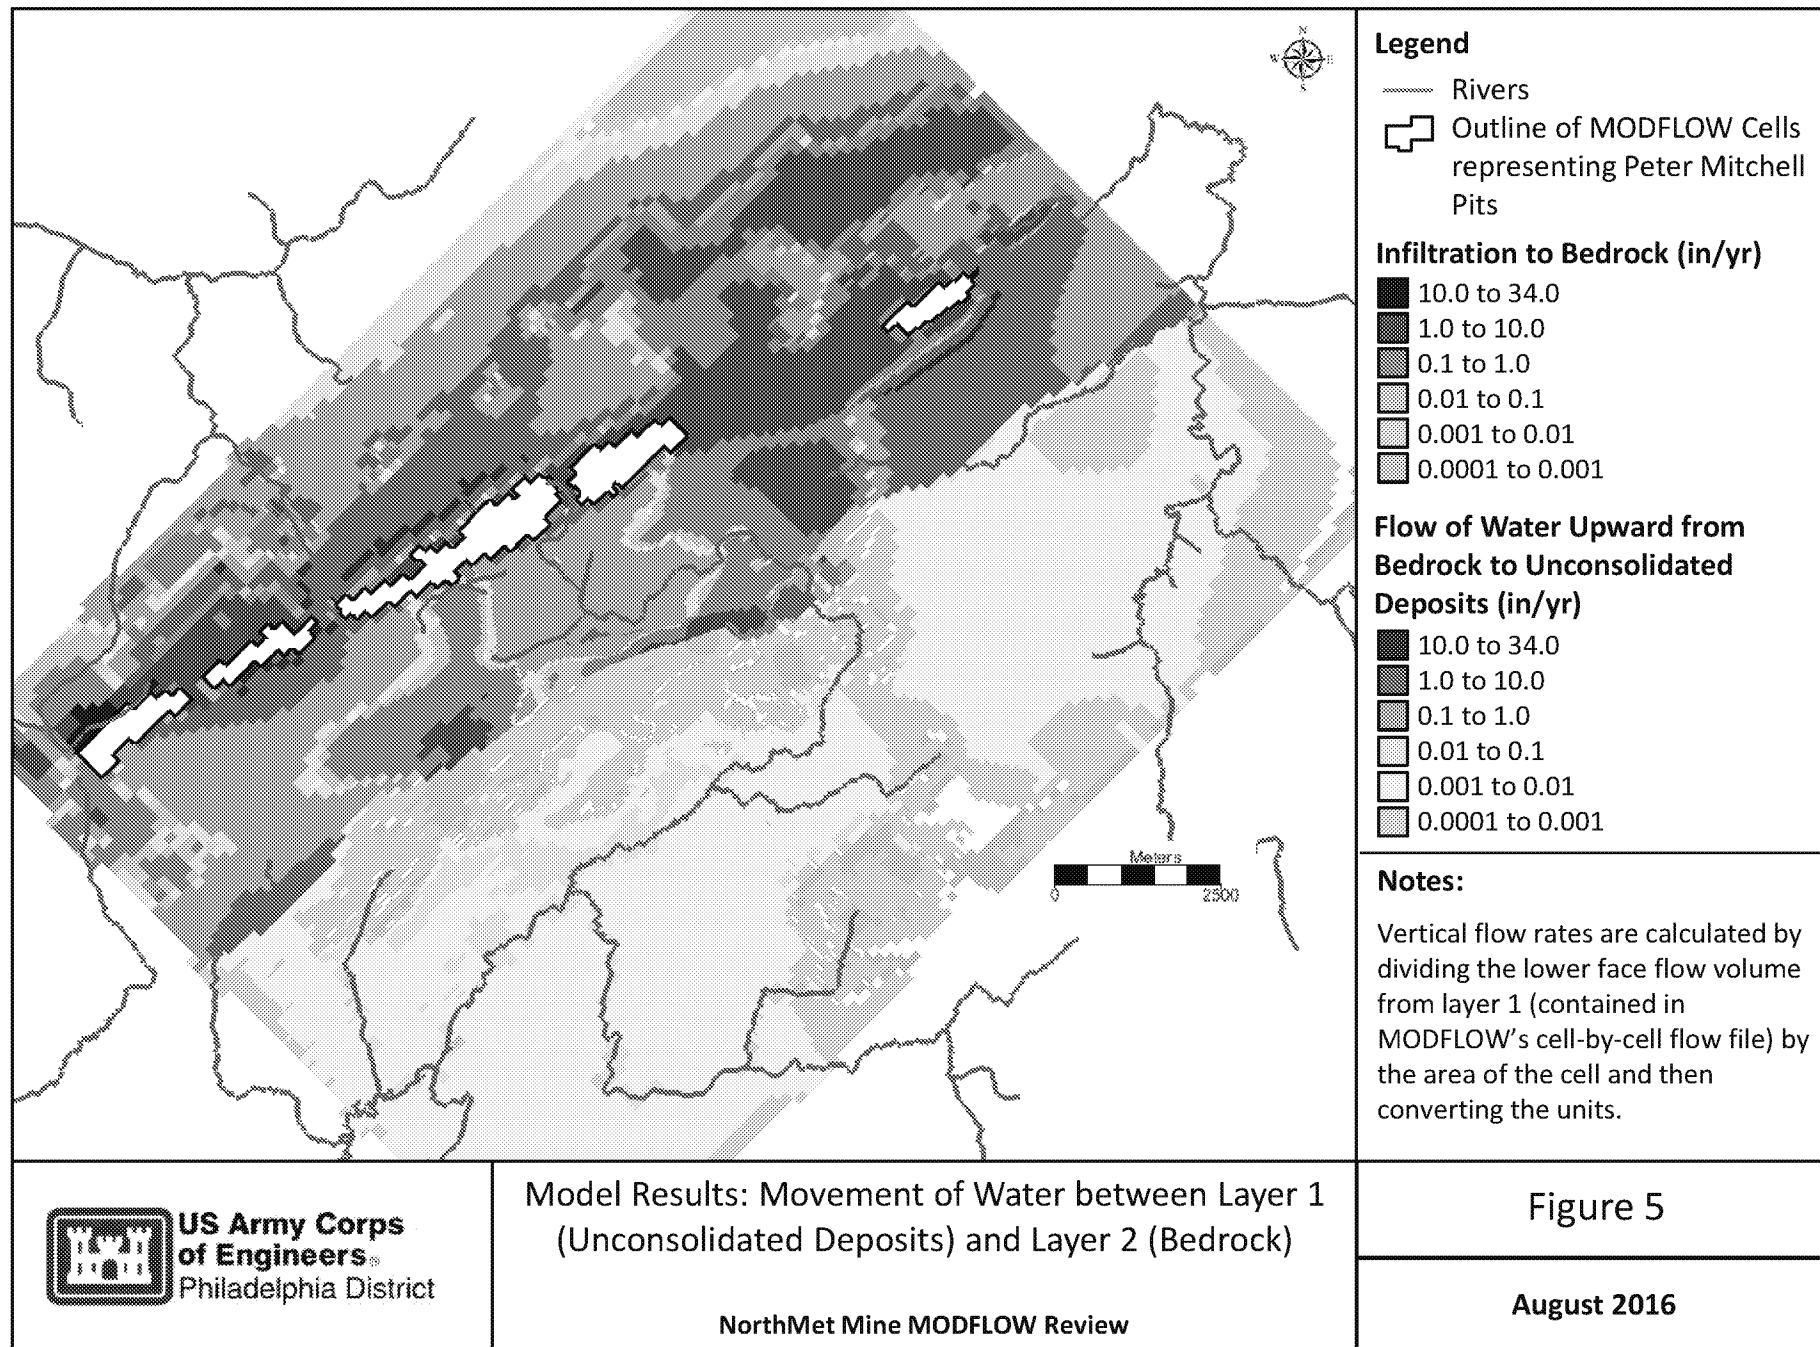 N
W
E
S
Meters
0
2500
Legend
Rivers
Outline of MODFLOW Cells
representing Peter Mitchell
Pits
Infiltration to Bedrock (in/yr)
10.0 to 34.0
1.0 to 10.0
0.1 to 1.0
0.01 to 0.1
0.001 to 0.01
0.0001 to 0.001
Flow of Water Upward from
Bedrock to Unconsolidated
Deposits (in/yr)
10.0 to 34.0
1.0 to 10.0
0.1 to 1.0
0.01 to 0.1
0.001 to 0.01
0.0001 to 0.001
Notes:
Vertical flow rates are calculated by
dividing the lower face flow volume
from layer 1 (contained in
MODFLOW's cell-by-cell flow file) by
the area of the cell and then
converting the units.
US Army Corps
of Engineers®
Philadelphia District
Model Results: Movement of Water between Layer 1
(Unconsolidated Deposits) and Layer 2 (Bedrock)
NorthMet Mine MODFLOW Review
Figure 5
August 2016